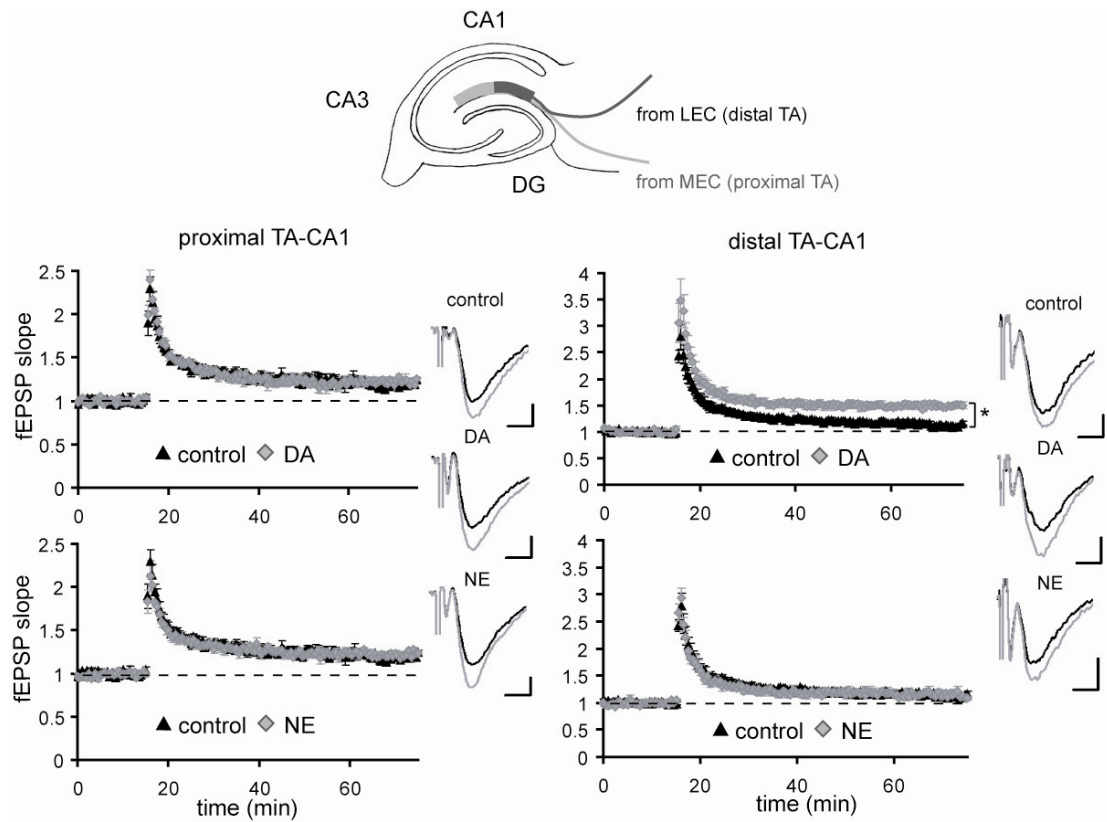 CA1
CA3
from LEC (distal TA)
DG
from MEC (proximal TA)
proximal TA-CA1
fEPSP slope
2.5
2
1.5
1
0.5
0
0 20 40 60
control DA
control
DA
NE
distal TA-CA1
4
3.5
3
2.5
2
1.5
1
0.5
0
0 20 40 60
*
control DA
control
DA
NE
fEPSP slope
2.5
2
1.5
1
0.5
0
0 20 40 60
time (min)
control NE
4
3.5
3
2.5
2
1.5
1
0.5
0
0 20 40 60
time (min)
control NE